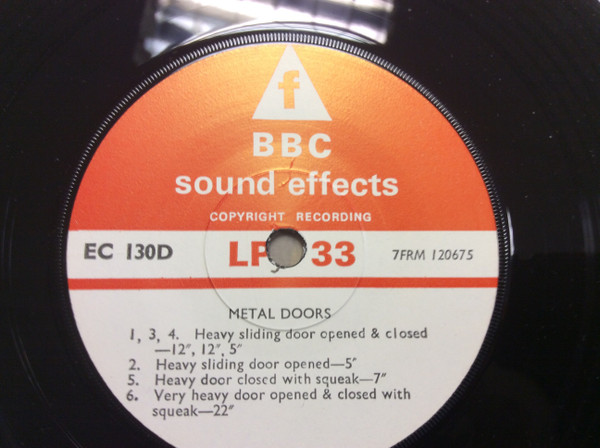 f
BBC
sound effects
COPYRIGHT RECORDING
EC 130D LP 33 7FRM 120675
METAL DOORS
1, 3, 4. Heavy sliding door opened & closed
—12″, 12″, 5″
2. Heavy sliding door opened—5″
5. Heavy door closed with squeak—7″
6. Very heavy door opened & closed with
squeak—22″